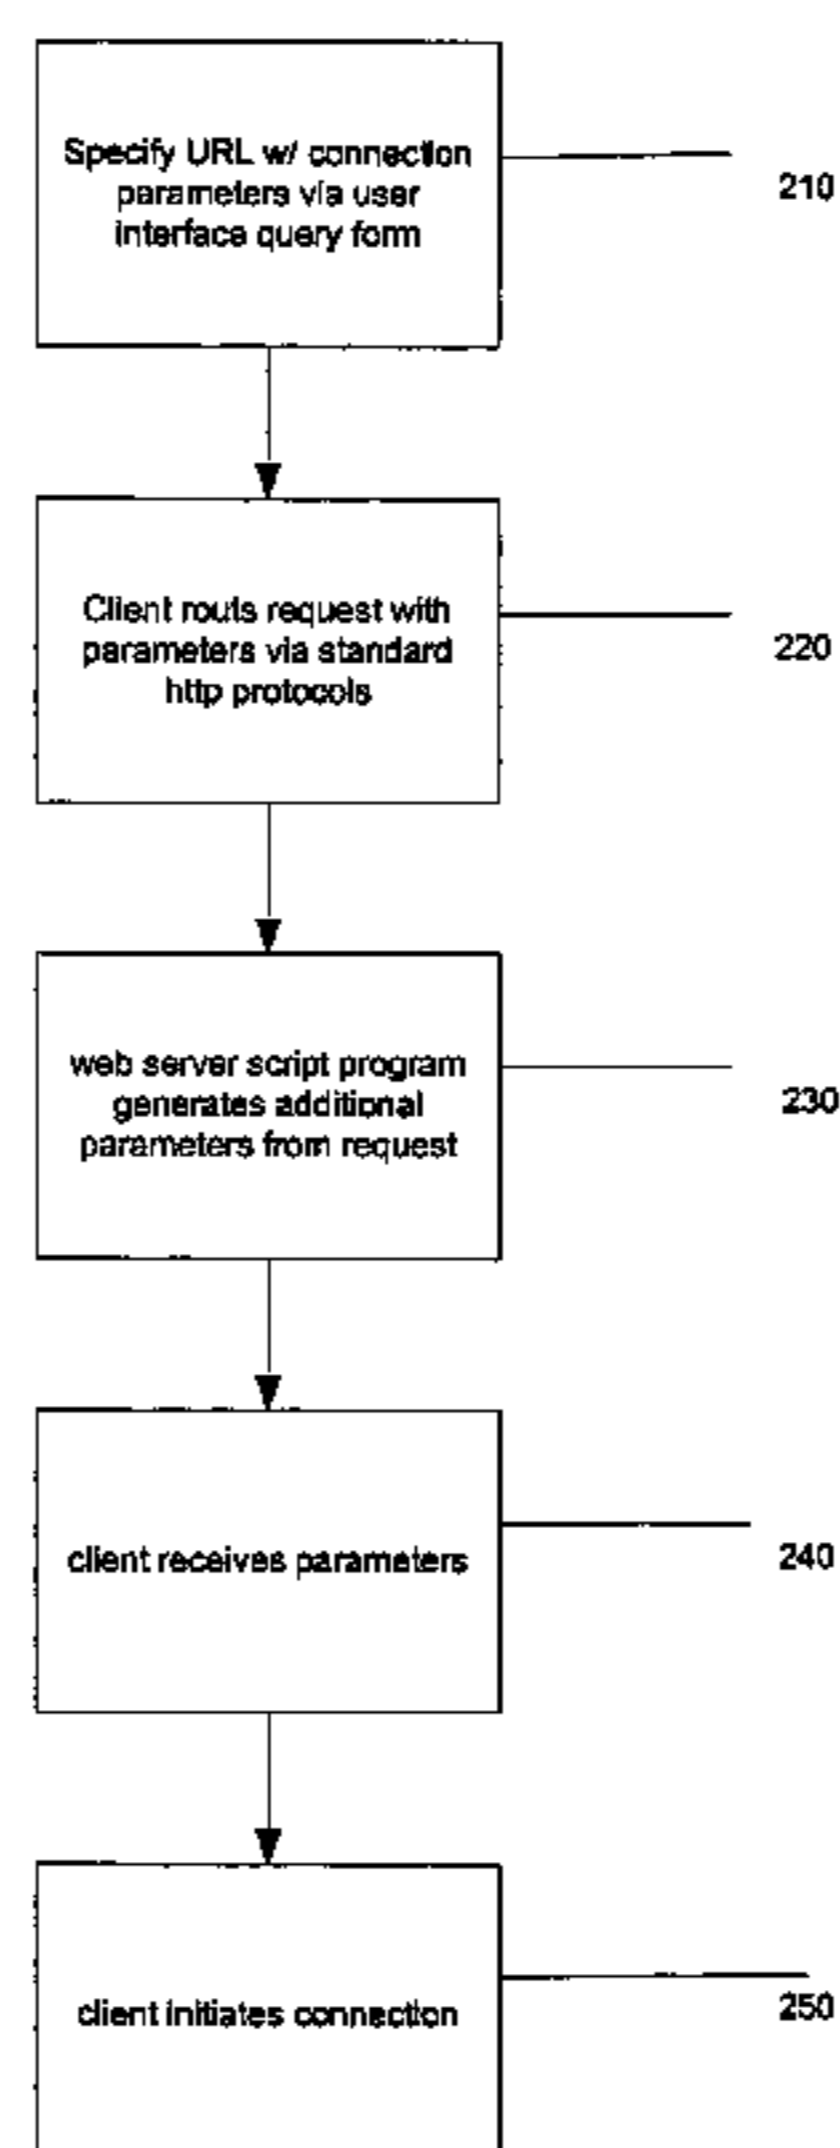 Specify URL w/ connection
parameters via user
interface query form
210
Client routs request with
parameters via standard
http protocols
220
web server script program
generates additional
parameters from request
230
client receives parameters
240
client initiates connection
250